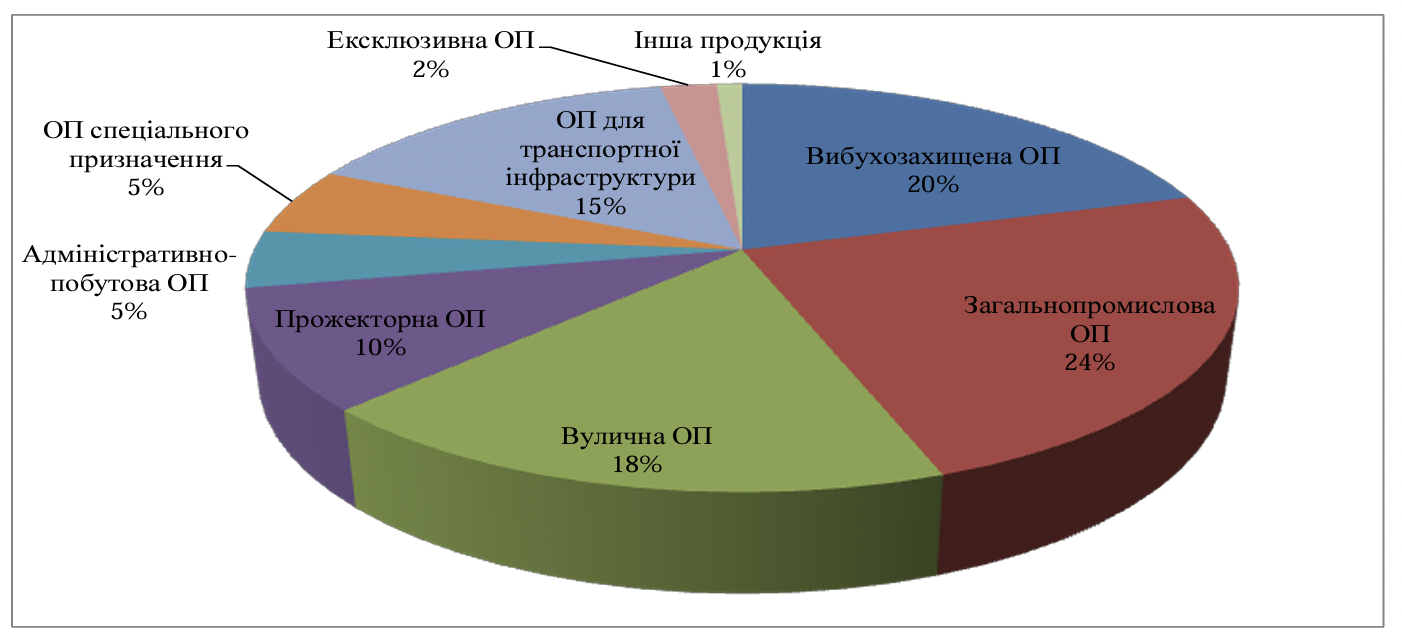 Ексклюзивна ОП
2%
Інша продукція
1%
ОП спеціального
призначення
5%
ОП для
транспортної
інфраструктури
15%
Вибухозахищена ОП
20%
Адміністративно-
побутова ОП
5%
Прожекторна ОП
10%
Загальнопромислова
ОП
24%
Вулична ОП
18%